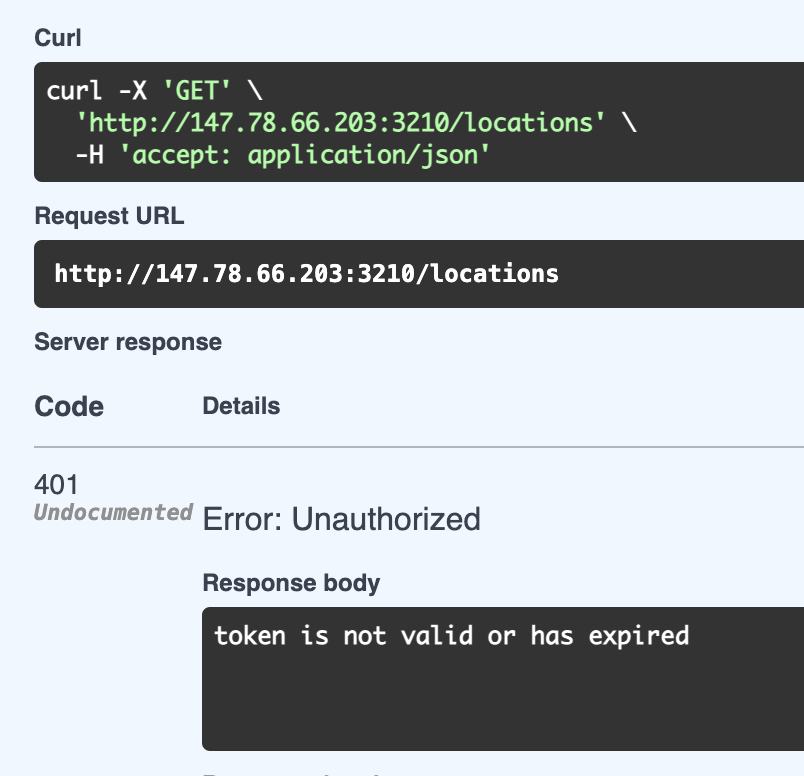 Curl
curl -X 'GET' \
'http://147.78.66.203:3210/locations' \
-H 'accept: application/json'
Request URL
http://147.78.66.203:3210/locations
Server response
Code Details
401
Undocumented
Error: Unauthorized
Response body
token is not valid or has expired